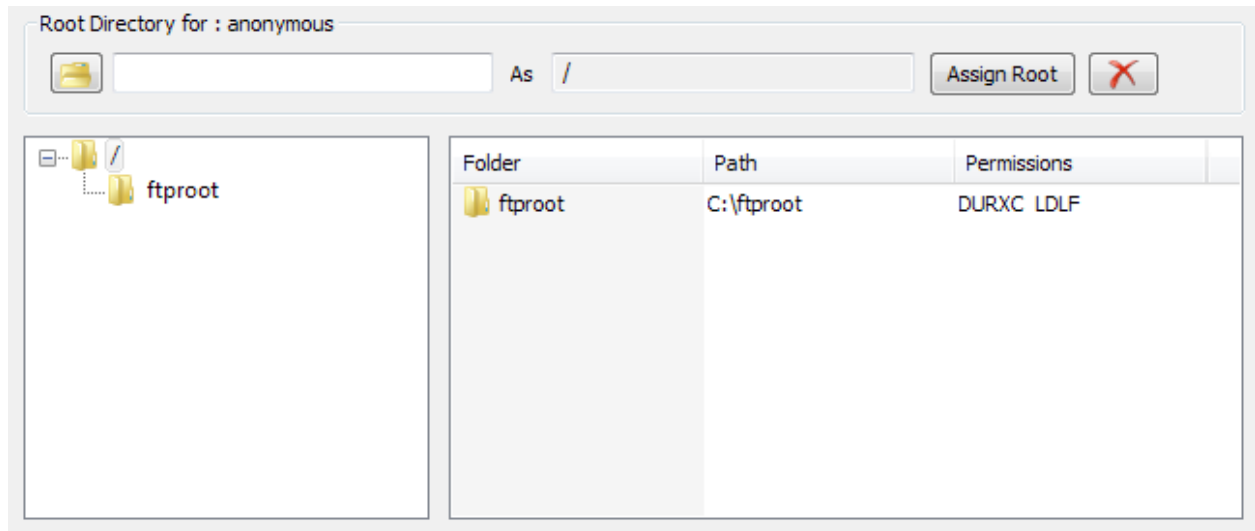 Root Directory for : anonymous
As / Assign Root
/
ftproot
Folder Path Permissions
ftproot C:\ftproot DURXC LDLF